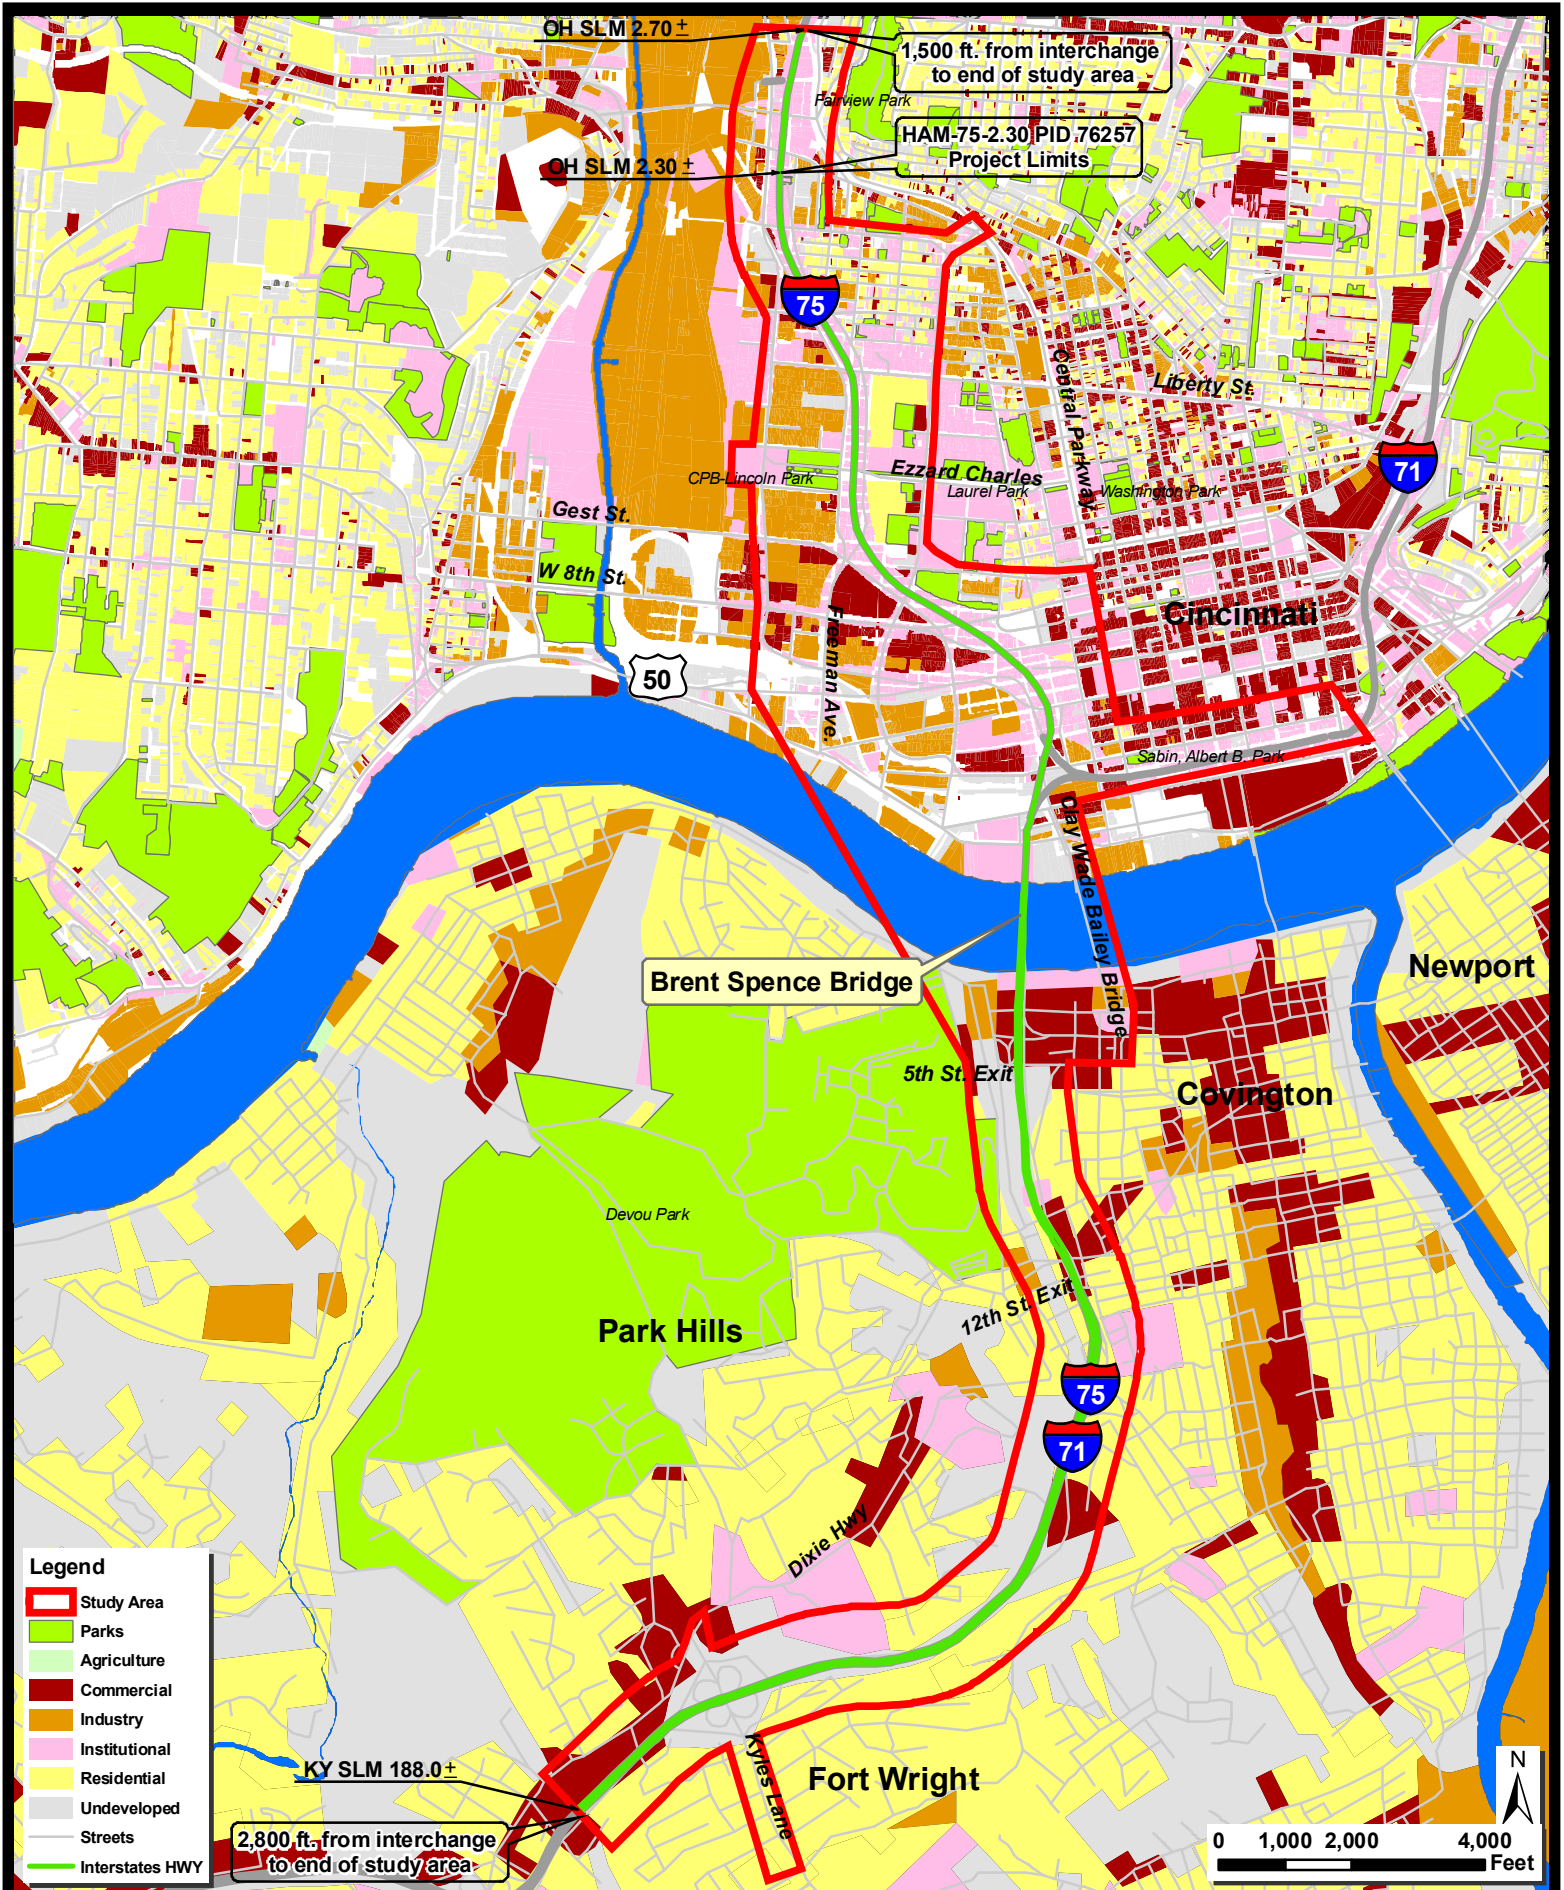 OH SLM 2.70 ±
1,500 ft. from interchange
to end of study area
Fairview Park
HAM-75-2.30 PID 76257
Project Limits
OH SLM 2.30 ±
75
Central Parkway
Liberty St.
71
Ezzard Charles
CPB-Lincoln Park
Laurel Park
Washington Park
Gest St.
W 8th St.
Cincinnati
Freeman Ave.
50
Sabin, Albert B. Park
Clay Wade Bailey Bridge
Brent Spence Bridge
Newport
5th St. Exit
Covington
Devou Park
12th St. Exit
Park Hills
75
71
Dixie Hwy
Legend
Study Area
Parks
Agriculture
Commercial
Industry
Institutional
Residential
Undeveloped
Streets
Interstates HWY
KY SLM 188.0 ±
Kyles Lane
Fort Wright
2,800 ft. from interchange
to end of study area
N
0 1,000 2,000 4,000
Feet